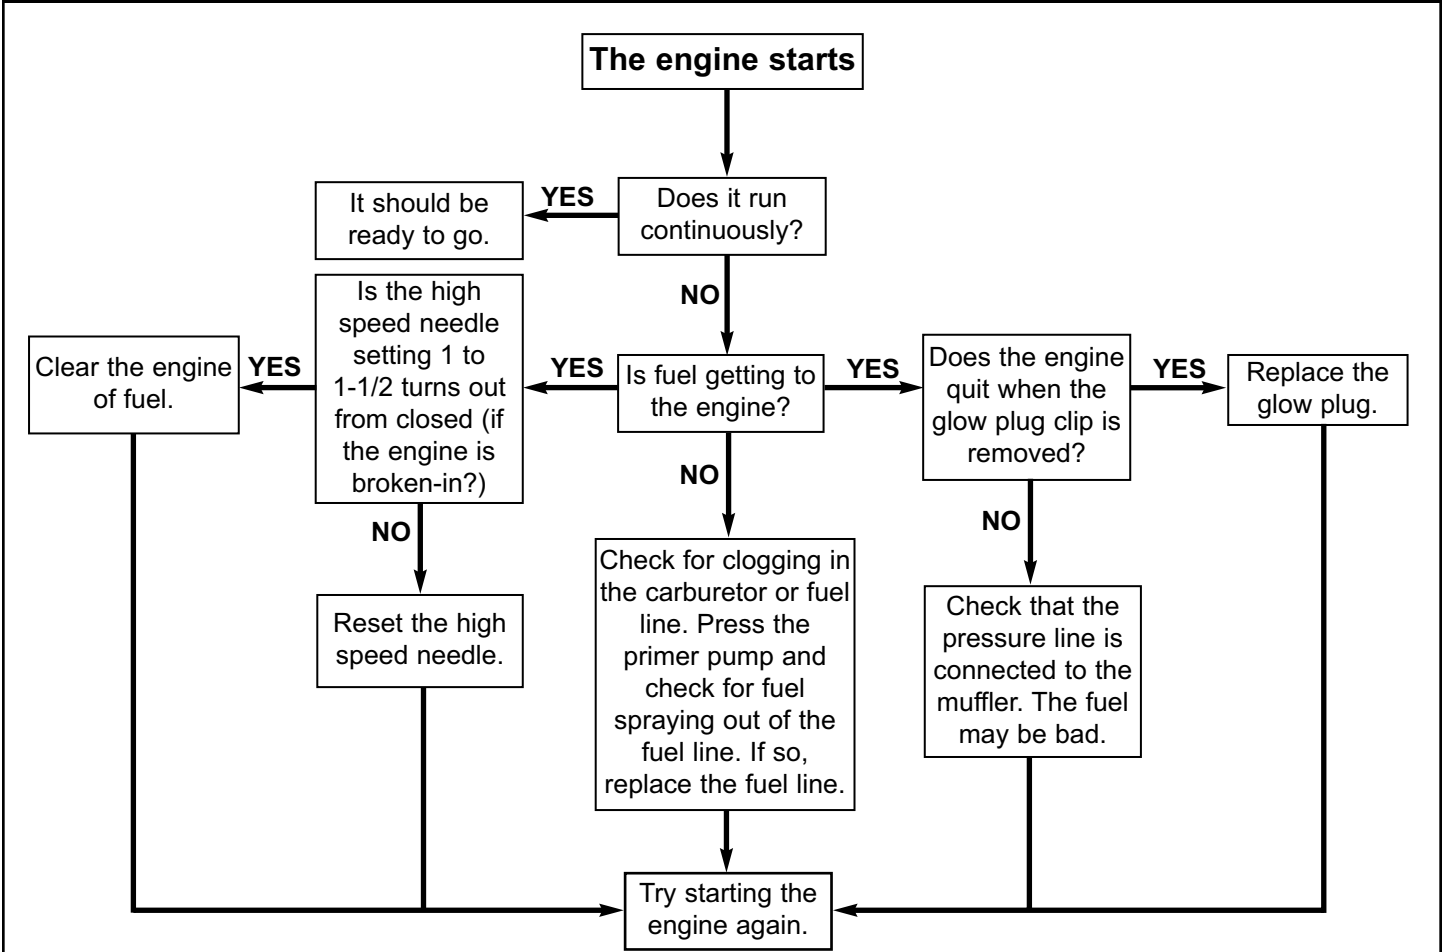 The engine starts
YES
Does it run
continuously?
It should be
ready to go.
NO
Is the high
speed needle
setting 1 to
1-1/2 turns out
from closed (if
the engine is
broken-in?)
Clear the engine
of fuel.
YES
YES
Is fuel getting to
the engine?
YES
Does the engine
quit when the
glow plug clip is
removed?
YES
Replace the
glow plug.
NO
NO
NO
Reset the high
speed needle.
Check for clogging in
the carburetor or fuel
line. Press the
primer pump and
check for fuel
spraying out of the
fuel line. If so,
replace the fuel line.
Check that the
pressure line is
connected to the
muffler. The fuel
may be bad.
Try starting the
engine again.